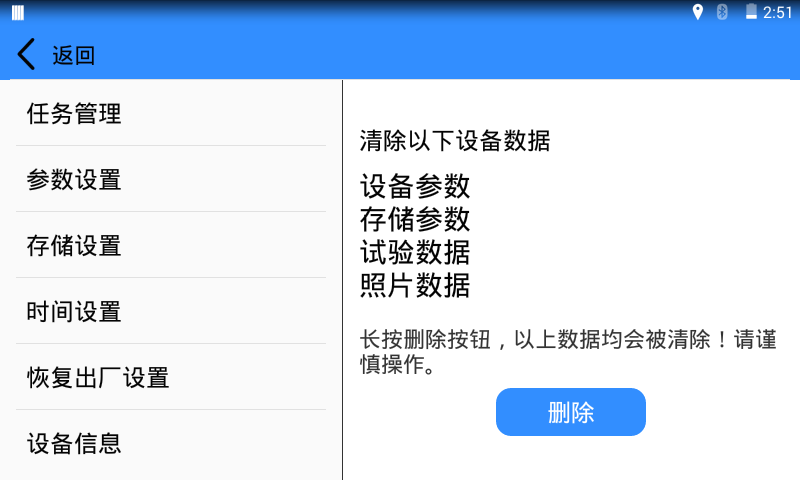 2:51
返回
任务管理
参数设置
存储设置
时间设置
恢复出厂设置
设备信息
清除以下设备数据
设备参数
存储参数
试验数据
照片数据
长按删除按钮，以上数据均会被清除！请谨
慎操作。
删除